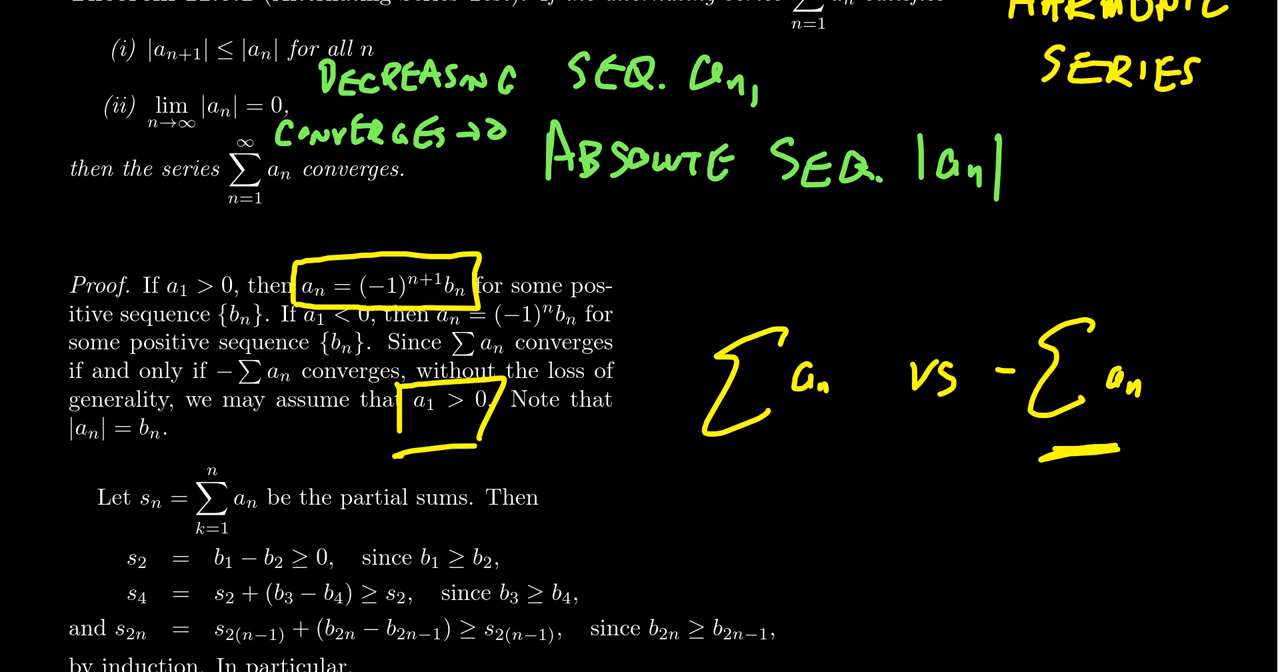 n=1
HARMONIC
(i) |a_{n+1}| ≤ |a_n| for all n
DECREASING SEQ. a_n,
SERIES
(ii) lim_{n→∞} |a_n| = 0,
CONVERGES → 0
ABSOLUTE SEQ. |a_n|
then the series ∑_{n=1}^{∞} a_n converges.
Proof. If a_1 > 0, then a_n = (−1)^{n+1}b_n for some pos-
itive sequence {b_n}. If a_1 < 0, then a_n = (−1)^n b_n for
some positive sequence {b_n}. Since ∑ a_n converges
if and only if − ∑ a_n converges, without the loss of
generality, we may assume that a_1 > 0. Note that
|a_n| = b_n.
∑ a_n vs − ∑ a_n
Let s_n = ∑_{k=1}^{n} a_n be the partial sums. Then
s_2 = b_1 − b_2 ≥ 0, since b_1 ≥ b_2,
s_4 = s_2 + (b_3 − b_4) ≥ s_2, since b_3 ≥ b_4,
and s_{2n} = s_{2(n−1)} + (b_{2n} − b_{2n−1}) ≥ s_{2(n−1)}, since b_{2n} ≥ b_{2n−1},
by induction. In particular,